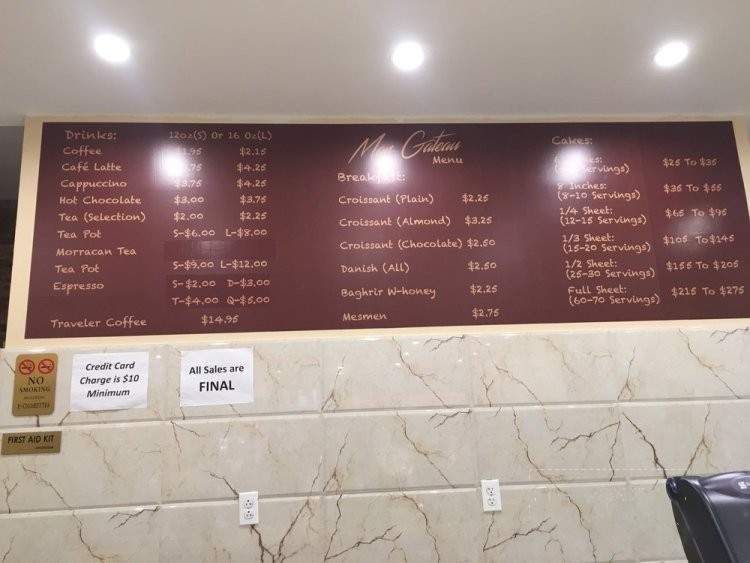 Drinks: 12oz(S) Or 16 Oz(L)
Coffee $1.95 $2.15
Café Latte $4.25
Cappuccino $3.75 $4.25
Hot Chocolate $3.00 $3.75
Tea (Selection) $2.00 $2.25
Tea Pot S-$6.00 L-$8.00
Morracan Tea
Tea Pot S-$9.00 L-$12.00
Espresso S-$2.00 D-$3.00
T-$4.00 Q-$5.00
Traveler Coffee $14.95
Mon Gateau
Menu
Breakfast:
Croissant (Plain) $2.25
Croissant (Almond) $3.25
Croissant (Chocolate) $2.50
Danish (All) $2.50
Baghrir W-honey $2.25
Mesmen $2.75
Cakes:
$25 To $35
8 Inches: $35 To $55
(8-10 Servings)
1/4 Sheet: $65 To $95
(12-15 Servings)
1/3 Sheet: $105 To $145
(15-20 Servings)
1/2 Sheet: $155 To $205
(25-30 Servings)
Full Sheet: $215 To $275
(60-70 Servings)
NO
SMOKING
FIRST AID KIT
Credit Card
Charge is $10
Minimum
All Sales are
FINAL